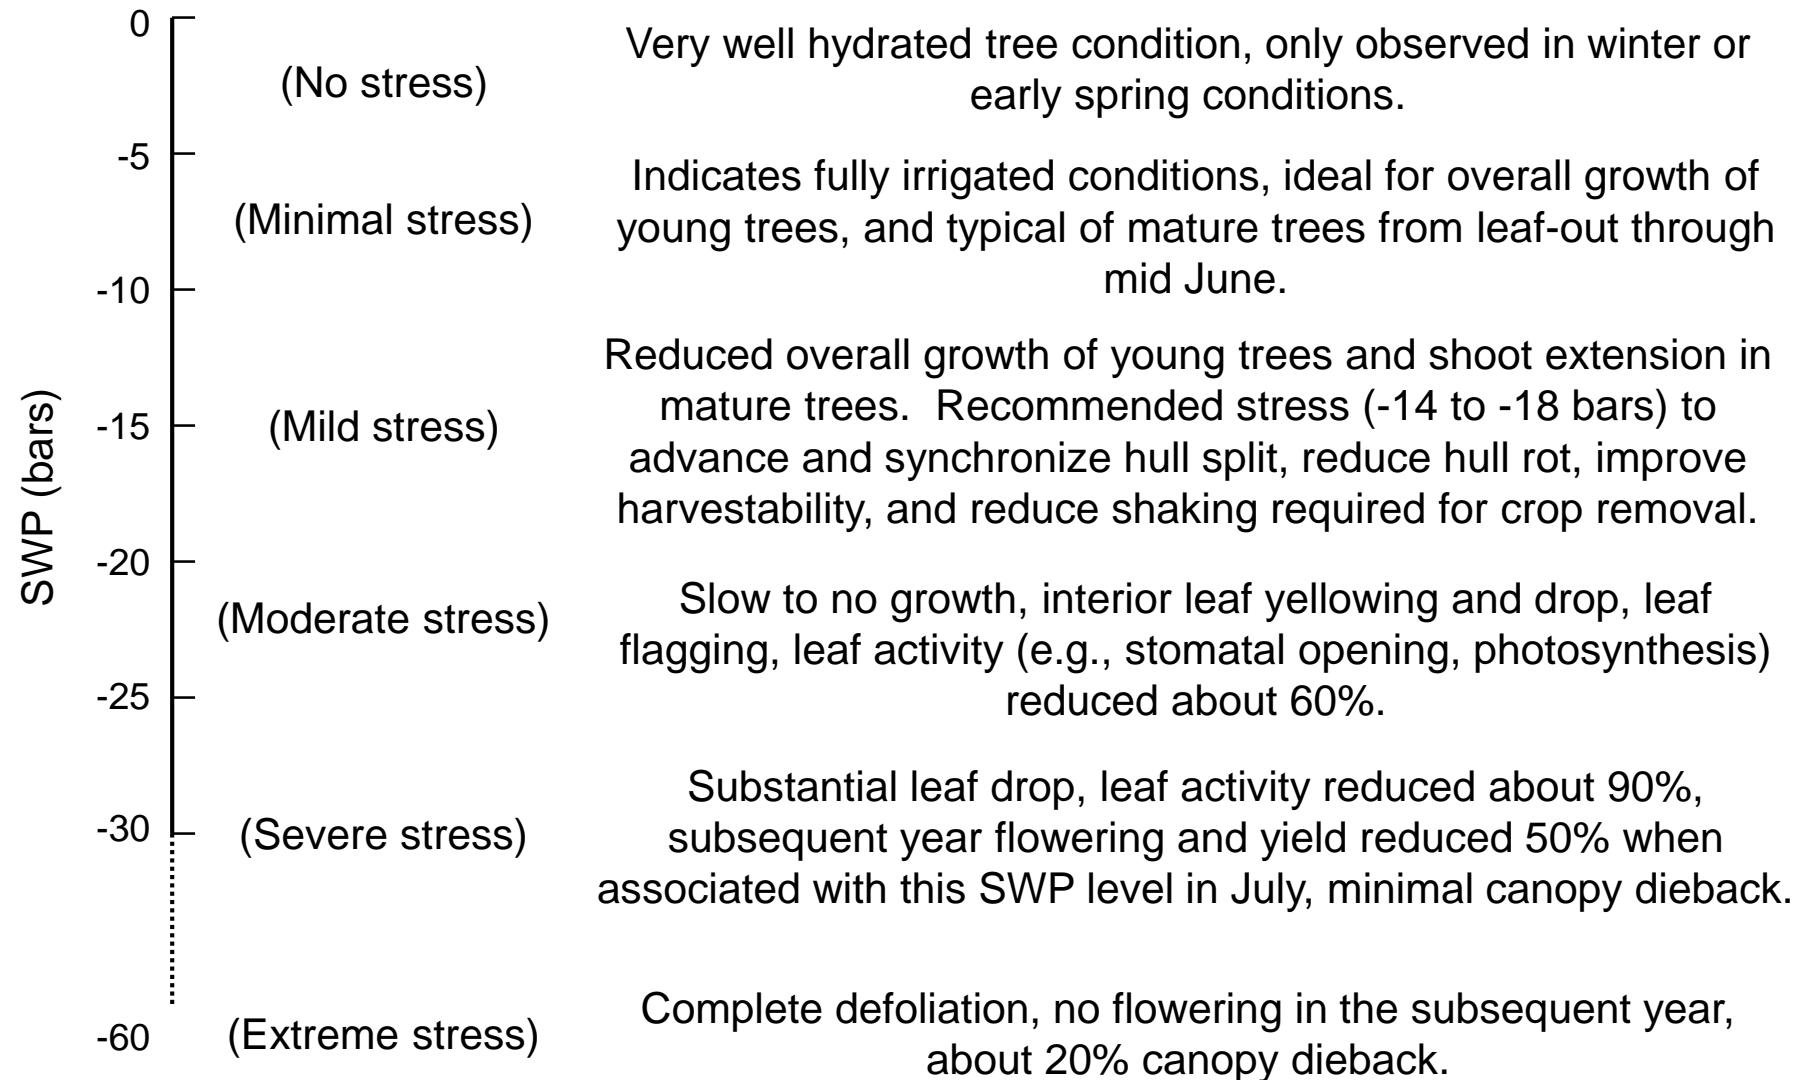 0
(No stress)
Very well hydrated tree condition, only observed in winter or
early spring conditions.
-5
(Minimal stress)
Indicates fully irrigated conditions, ideal for overall growth of
young trees, and typical of mature trees from leaf-out through
mid June.
-10
SWP (bars)
-15
(Mild stress)
Reduced overall growth of young trees and shoot extension in
mature trees. Recommended stress (-14 to -18 bars) to
advance and synchronize hull split, reduce hull rot, improve
harvestability, and reduce shaking required for crop removal.
-20
(Moderate stress)
Slow to no growth, interior leaf yellowing and drop, leaf
flagging, leaf activity (e.g., stomatal opening, photosynthesis)
reduced about 60%.
-25
-30
(Severe stress)
Substantial leaf drop, leaf activity reduced about 90%,
subsequent year flowering and yield reduced 50% when
associated with this SWP level in July, minimal canopy dieback.
-60
(Extreme stress)
Complete defoliation, no flowering in the subsequent year,
about 20% canopy dieback.